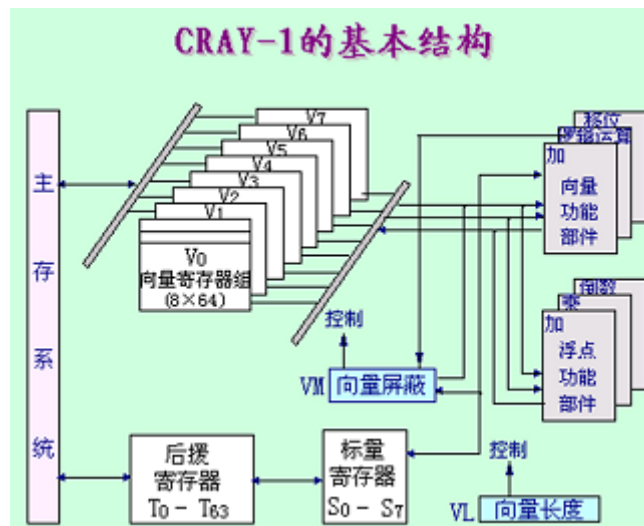 CRAY-1的基本结构
主存系统
V7
V6
V5
V4
V3
V2
V1
V0
向量寄存器组
(8×64)
移位
逻辑运算
加
向量
功能
部件
倒数
乘
加
浮点
功能
部件
控制
VM
向量屏蔽
后援
寄存器
T0 - T63
标量
寄存器
S0 - S7
控制
VL
向量长度